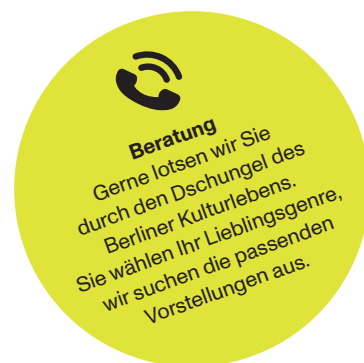 Beratung
Gerne lotsen wir Sie
durch den Dschungel des
Berliner Kulturlebens.
Sie wählen Ihr Lieblingsgenre,
wir suchen die passenden
Vorstellungen aus.